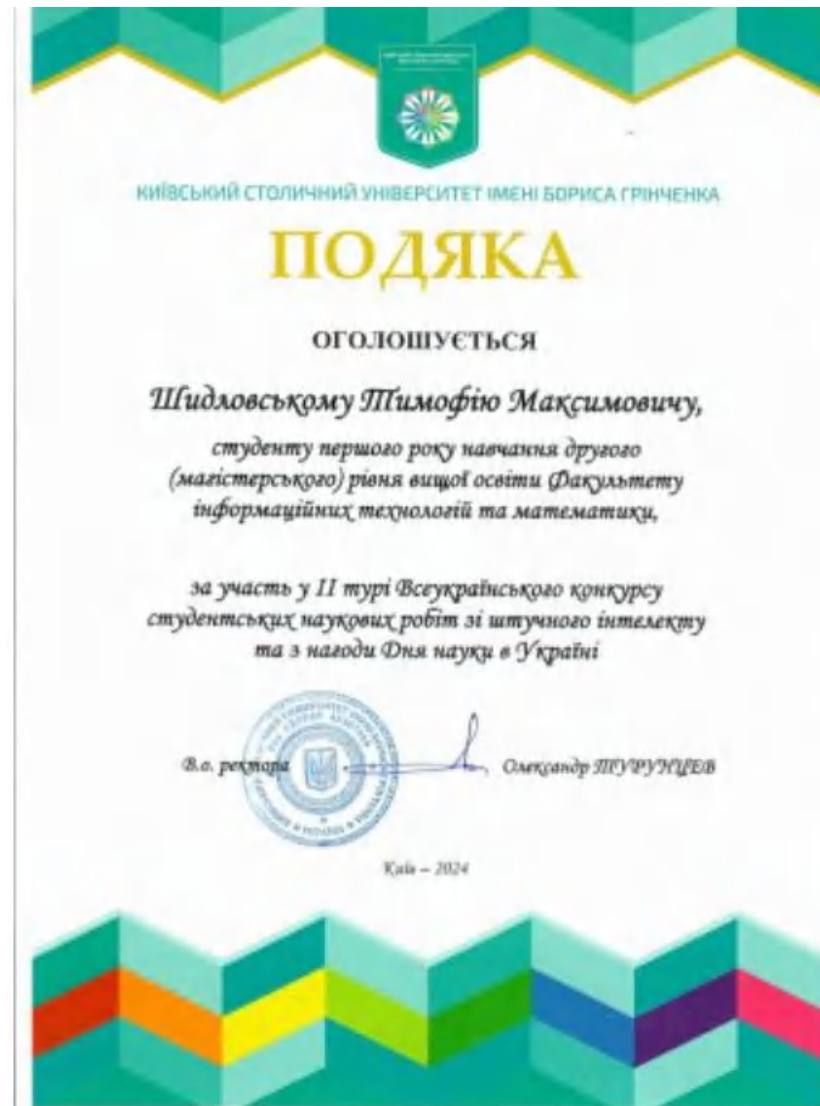 КИЇВСЬКИЙ СТОЛИЧНИЙ УНІВЕРСИТЕТ ІМЕНІ БОРИСА ГРІНЧЕНКА
ПОДЯКА
ОГОЛОШУЄТЬСЯ
Шидловському Тимофію Максимовичу,
студенту першого року навчання другого
(магістерського) рівня вищої освіти Факультету
інформаційних технологій та математики,
за участь у II турі Всеукраїнського конкурсу
студентських наукових робіт зі штучного інтелекту
та з нагоди Дня науки в Україні
В.о. ректора
Олександр ТУРУНЦЕВ
Київ – 2024